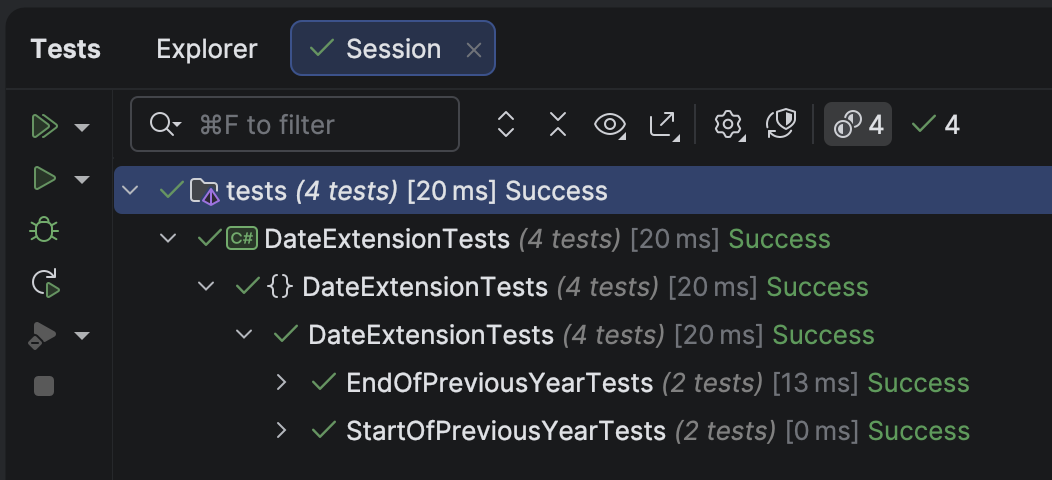 Tests Explorer Session
⌘F to filter 4 4
tests (4 tests) [20 ms] Success
C# DateExtensionTests (4 tests) [20 ms] Success
{} DateExtensionTests (4 tests) [20 ms] Success
DateExtensionTests (4 tests) [20 ms] Success
EndOfPreviousYearTests (2 tests) [13 ms] Success
StartOfPreviousYearTests (2 tests) [0 ms] Success